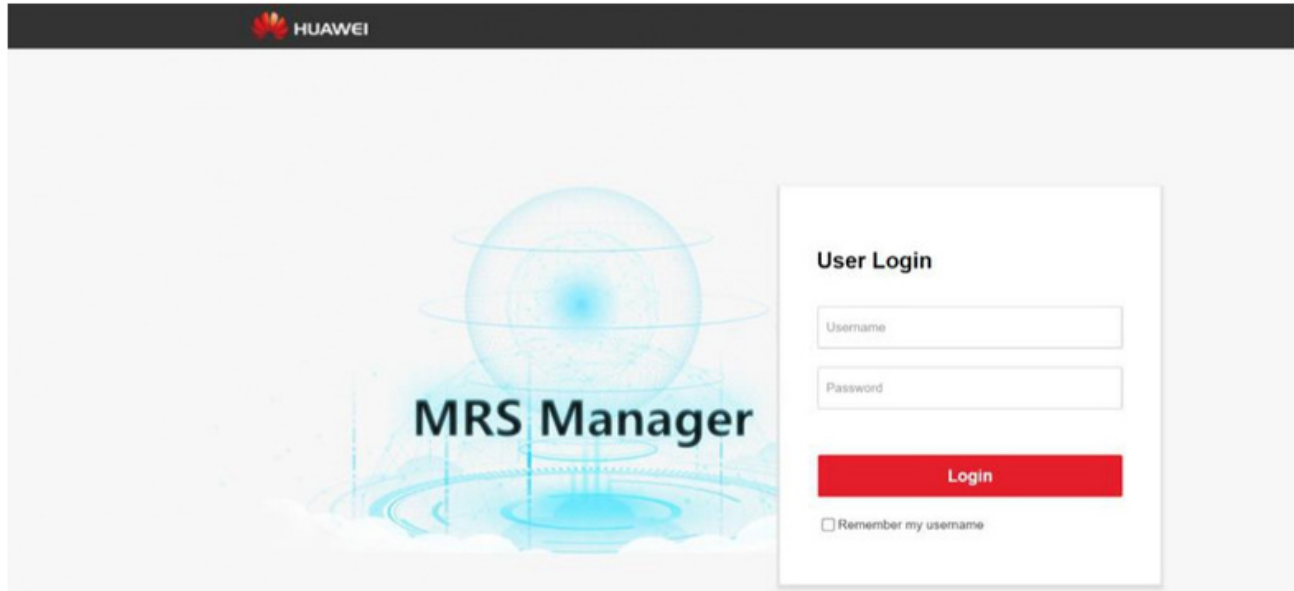 HUAWEI
MRS Manager
User Login
Username
Password
Login
Remember my username